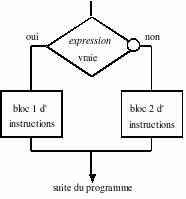 oui
non
expression
vraie
bloc 1 d'
instructions
bloc 2 d'
instructions
suite du programme